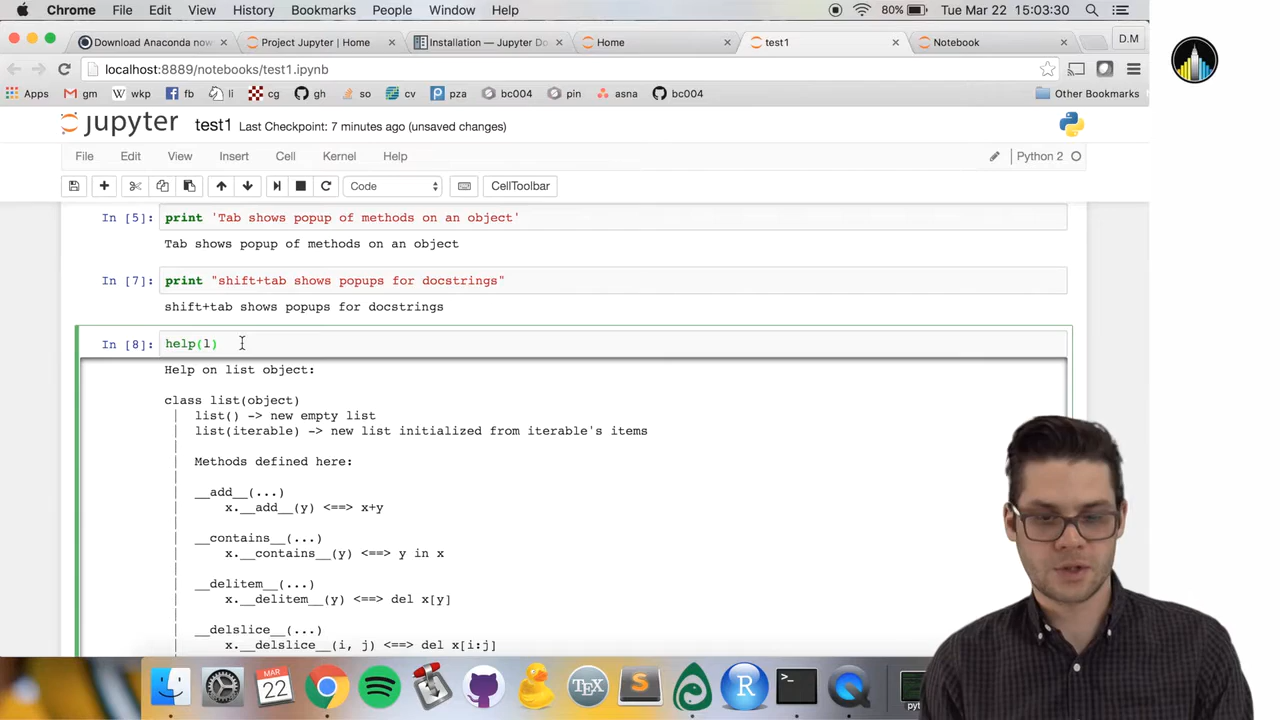 Chrome File Edit View History Bookmarks People Window Help 80% Tue Mar 22 15:03:30
Download Anaconda now Project Jupyter | Home Installation — Jupyter Do Home test1 Notebook D.M
localhost:8889/notebooks/test1.ipynb
Apps gm wkp fb li cg gh so cv pza bc004 pin asna bc004 Other Bookmarks
jupyter test1 Last Checkpoint: 7 minutes ago (unsaved changes)
File Edit View Insert Cell Kernel Help Python 2
Code CellToolbar
In [5]: print 'Tab shows popup of methods on an object'
Tab shows popup of methods on an object
In [7]: print "shift+tab shows popups for docstrings"
shift+tab shows popups for docstrings
In [8]: help(l)
Help on list object:
class list(object)
| list() -> new empty list
| list(iterable) -> new list initialized from iterable's items
|
| Methods defined here:
|
| __add__(...)
| x.__add__(y) <==> x+y
|
| __contains__(...)
| x.__contains__(y) <==> y in x
|
| __delitem__(...)
| x.__delitem__(y) <==> del x[y]
|
| __delslice__(...)
| x.__delslice__(i, j) <==> del x[i:j]
MAR
22
TEX
S
R
>_
pyt